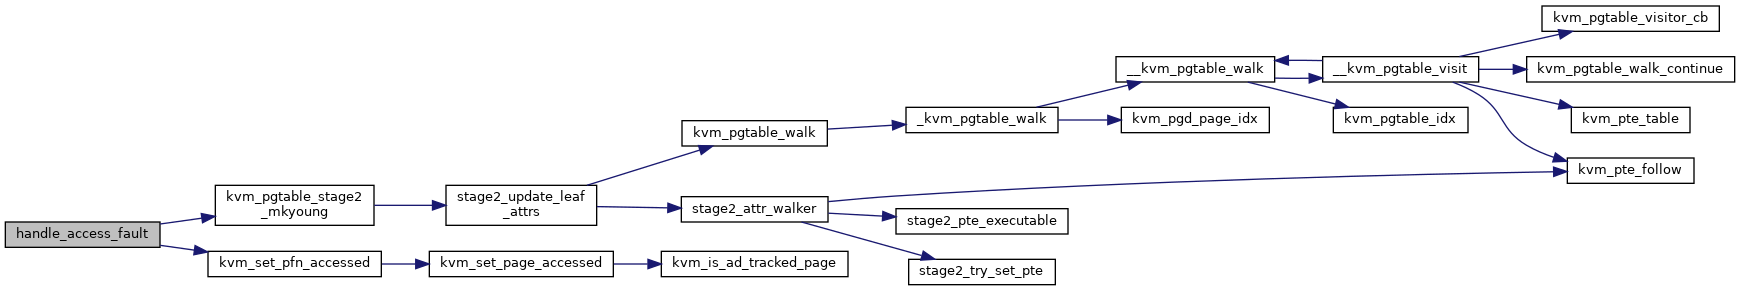 handle_access_fault
kvm_pgtable_stage2
_mkyoung
kvm_set_pfn_accessed
stage2_update_leaf
_attrs
kvm_set_page_accessed
kvm_pgtable_walk
stage2_attr_walker
kvm_is_ad_tracked_page
_kvm_pgtable_walk
stage2_pte_executable
stage2_try_set_pte
__kvm_pgtable_walk
kvm_pgd_page_idx
__kvm_pgtable_visit
kvm_pgtable_idx
kvm_pgtable_visitor_cb
kvm_pgtable_walk_continue
kvm_pte_table
kvm_pte_follow